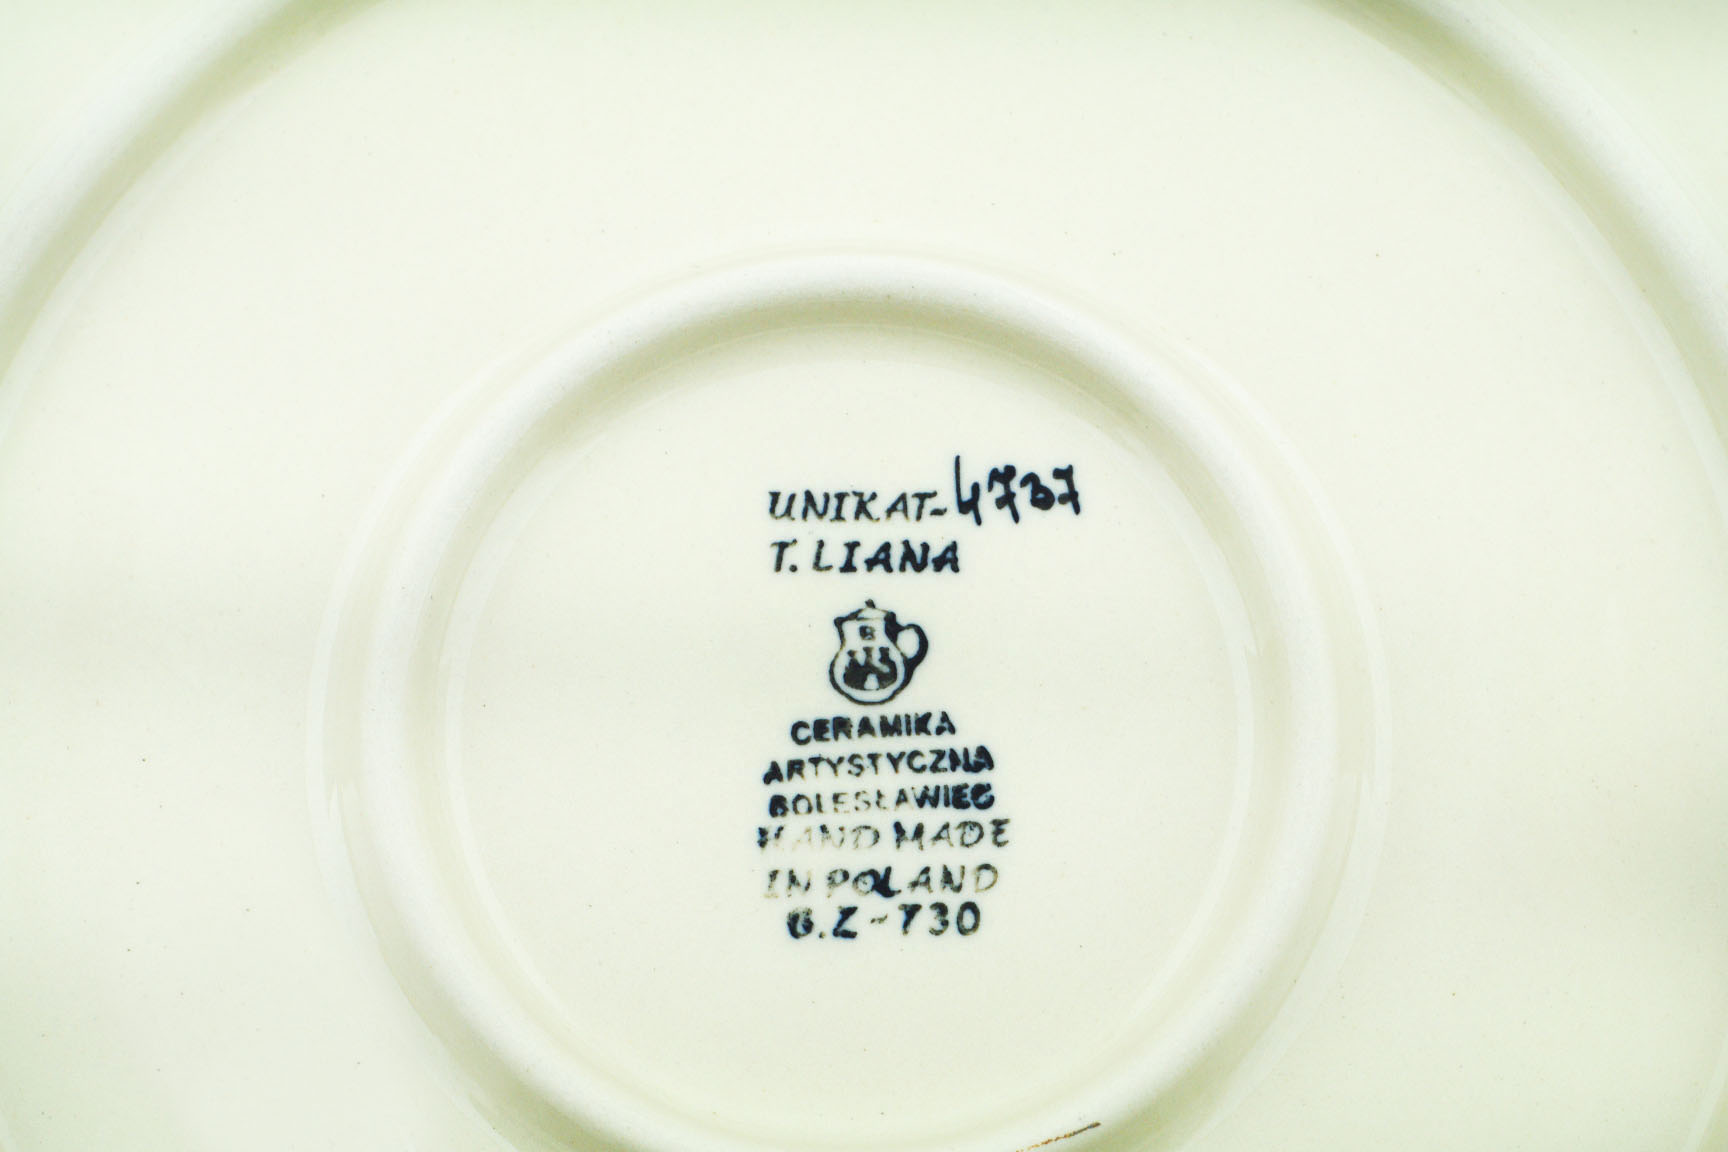 UNIKAT-4737
T. LIANA
B
CERAMIKA
ARTYSTYCZNA
BOLESŁAWIEC
HAND MADE
IN POLAND
B.Z-730